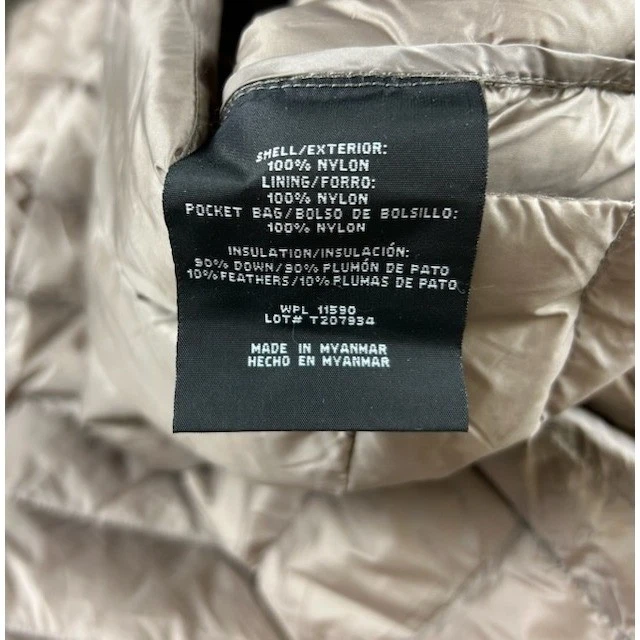 SHELL/EXTERIOR:
100% NYLON
LINING/FORRO:
100% NYLON
POCKET BAG/BOLSO DE BOLSILLO:
100% NYLON
INSULATION/INSULACIÓN:
90% DOWN/90% PLUMÓN DE PATO
10% FEATHERS/10% PLUMAS DE PATO
WPL 11590
LOT# T207934
MADE IN MYANMAR
HECHO EN MYANMAR